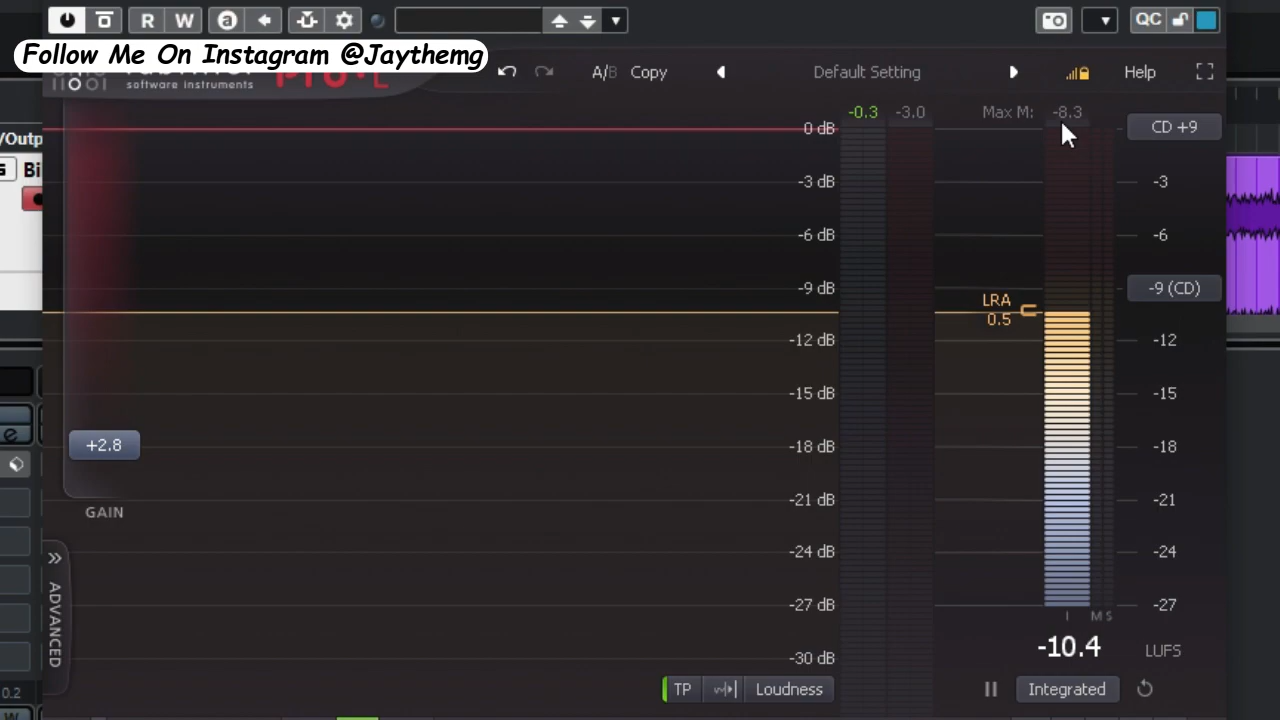 R W a QC
Follow Me On Instagram @Jaythemg
software instruments
A/B Copy Default Setting Help
-0.3 -3.0 Max M: -8.3
0 dB CD +9
/Outp
-3 dB -3
Bi
-6 dB -6
-9 dB -9 (CD)
LRA
0.5
-12 dB -12
-15 dB -15
+2.8 -18 dB -18
-21 dB -21
GAIN
-24 dB -24
ADVANCED
-27 dB -27
I M S
-10.4 LUFS
-30 dB
TP Loudness Integrated
0.2